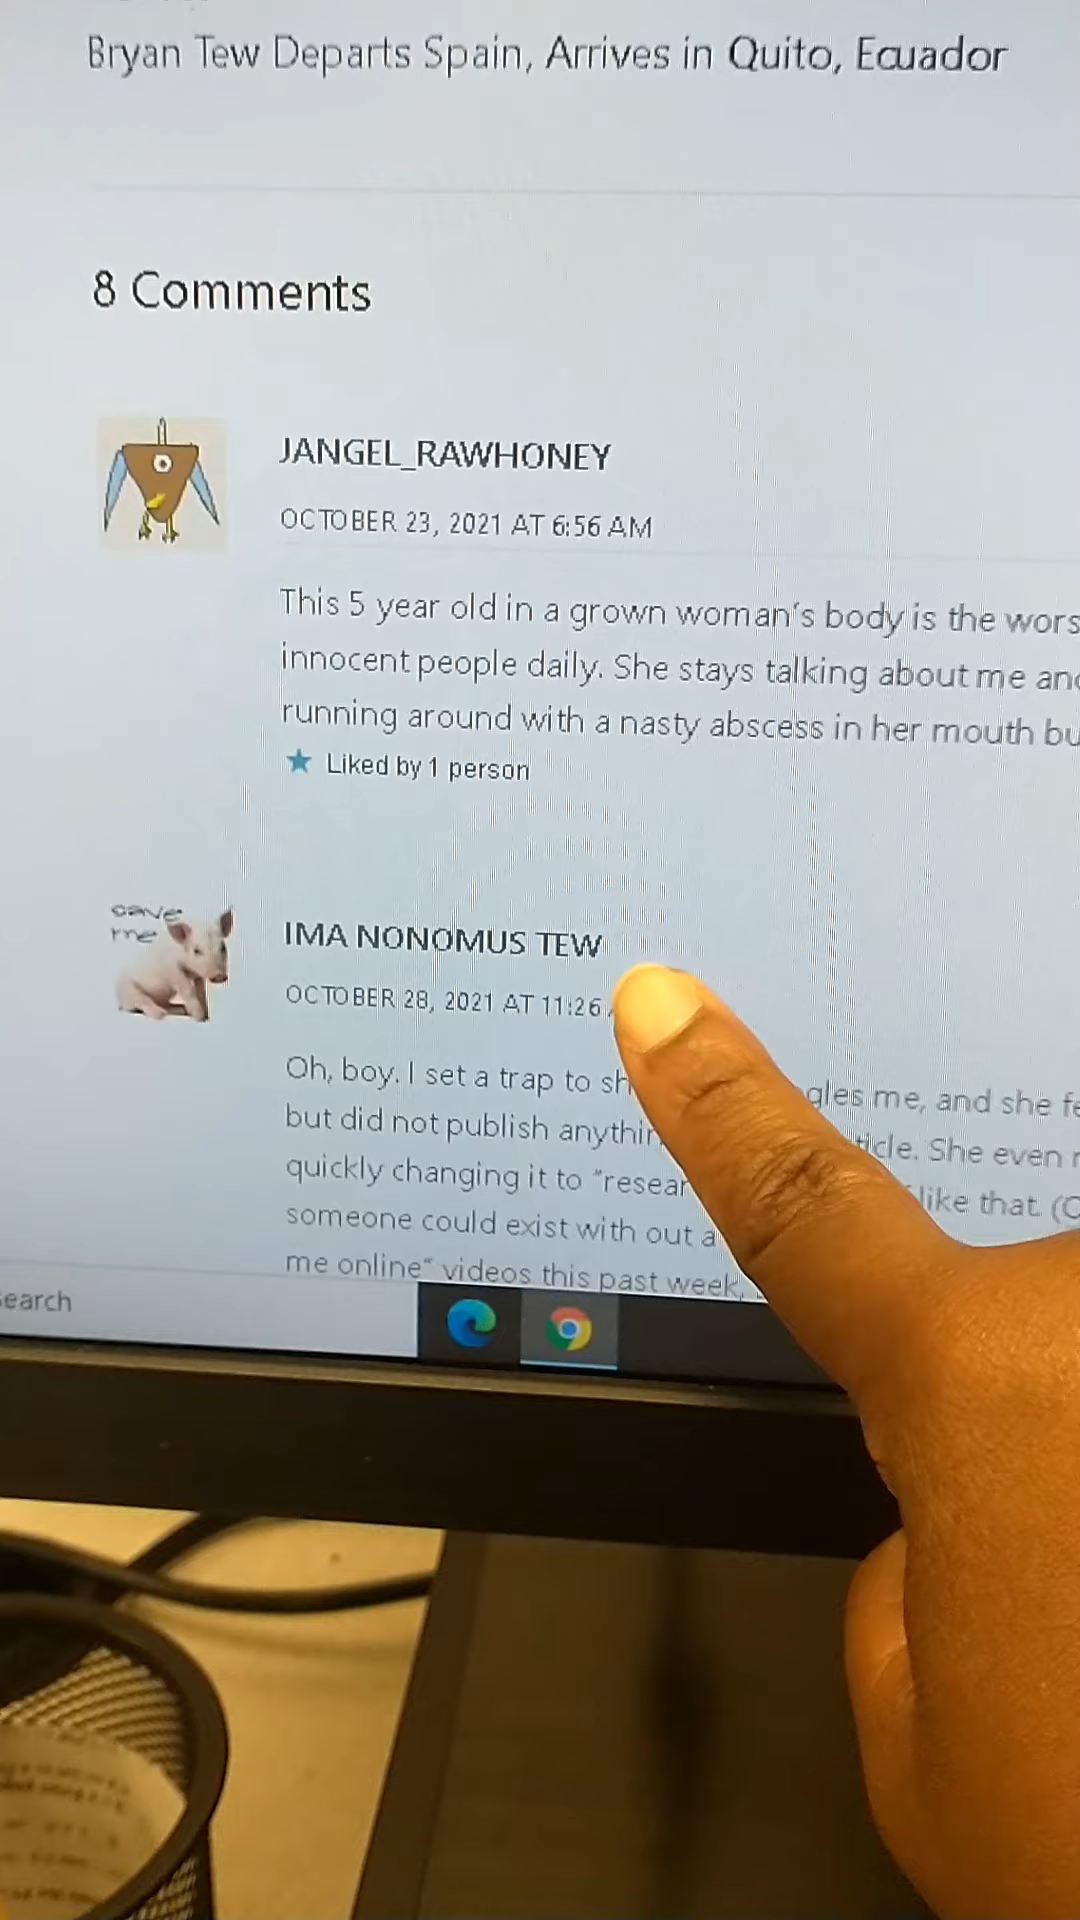 Bryan Tew Departs Spain, Arrives in Quito, Ecuador
8 Comments
JANGEL_RAWHONEY
OCTOBER 23, 2021 AT 6:56 AM
This 5 year old in a grown woman's body is the wors
innocent people daily. She stays talking about me an
running around with a nasty abscess in her mouth bu
Liked by 1 person
save
me
IMA NONOMUS TEW
OCTOBER 28, 2021 AT 11:26
Oh, boy. I set a trap to sh gles me, and she fe
but did not publish anythin ticle. She even
quickly changing it to "resear like that. (
someone could exist with out a
me online" videos this past week,
earch